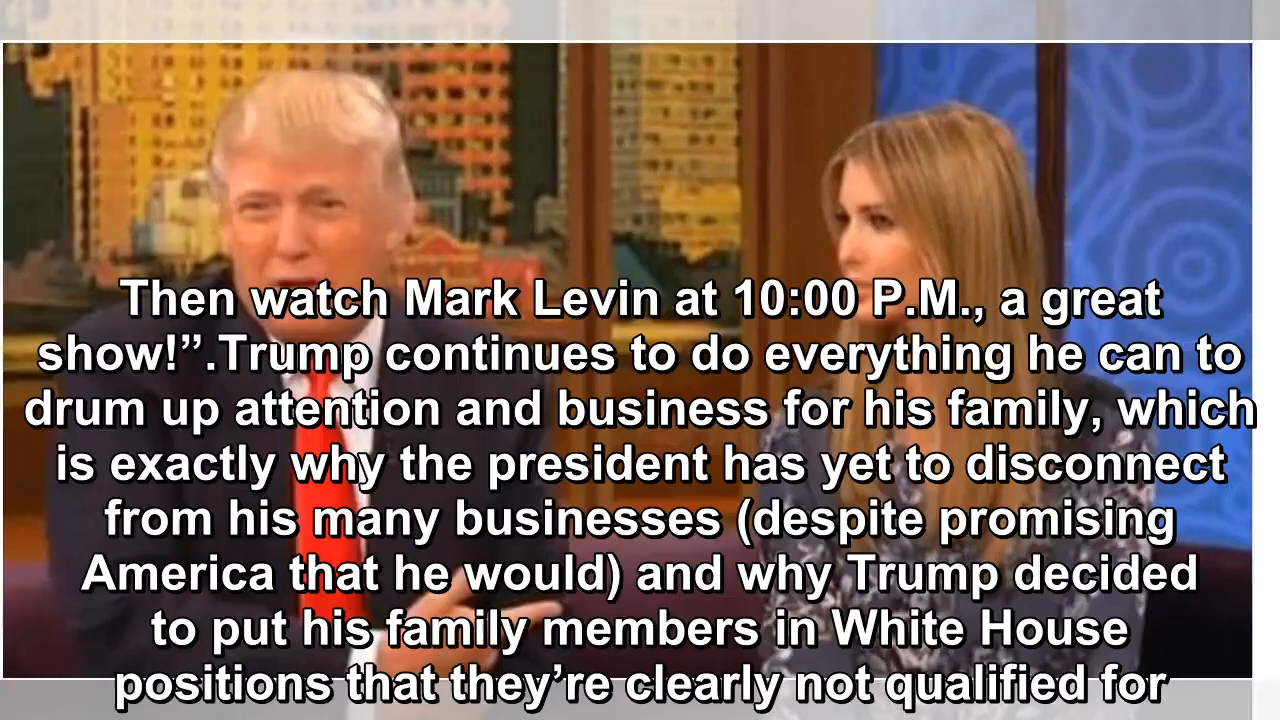 Then watch Mark Levin at 10:00 P.M., a great
show!”.Trump continues to do everything he can to
drum up attention and business for his family, which
is exactly why the president has yet to disconnect
from his many businesses (despite promising
America that he would) and why Trump decided
to put his family members in White House
positions that they’re clearly not qualified for